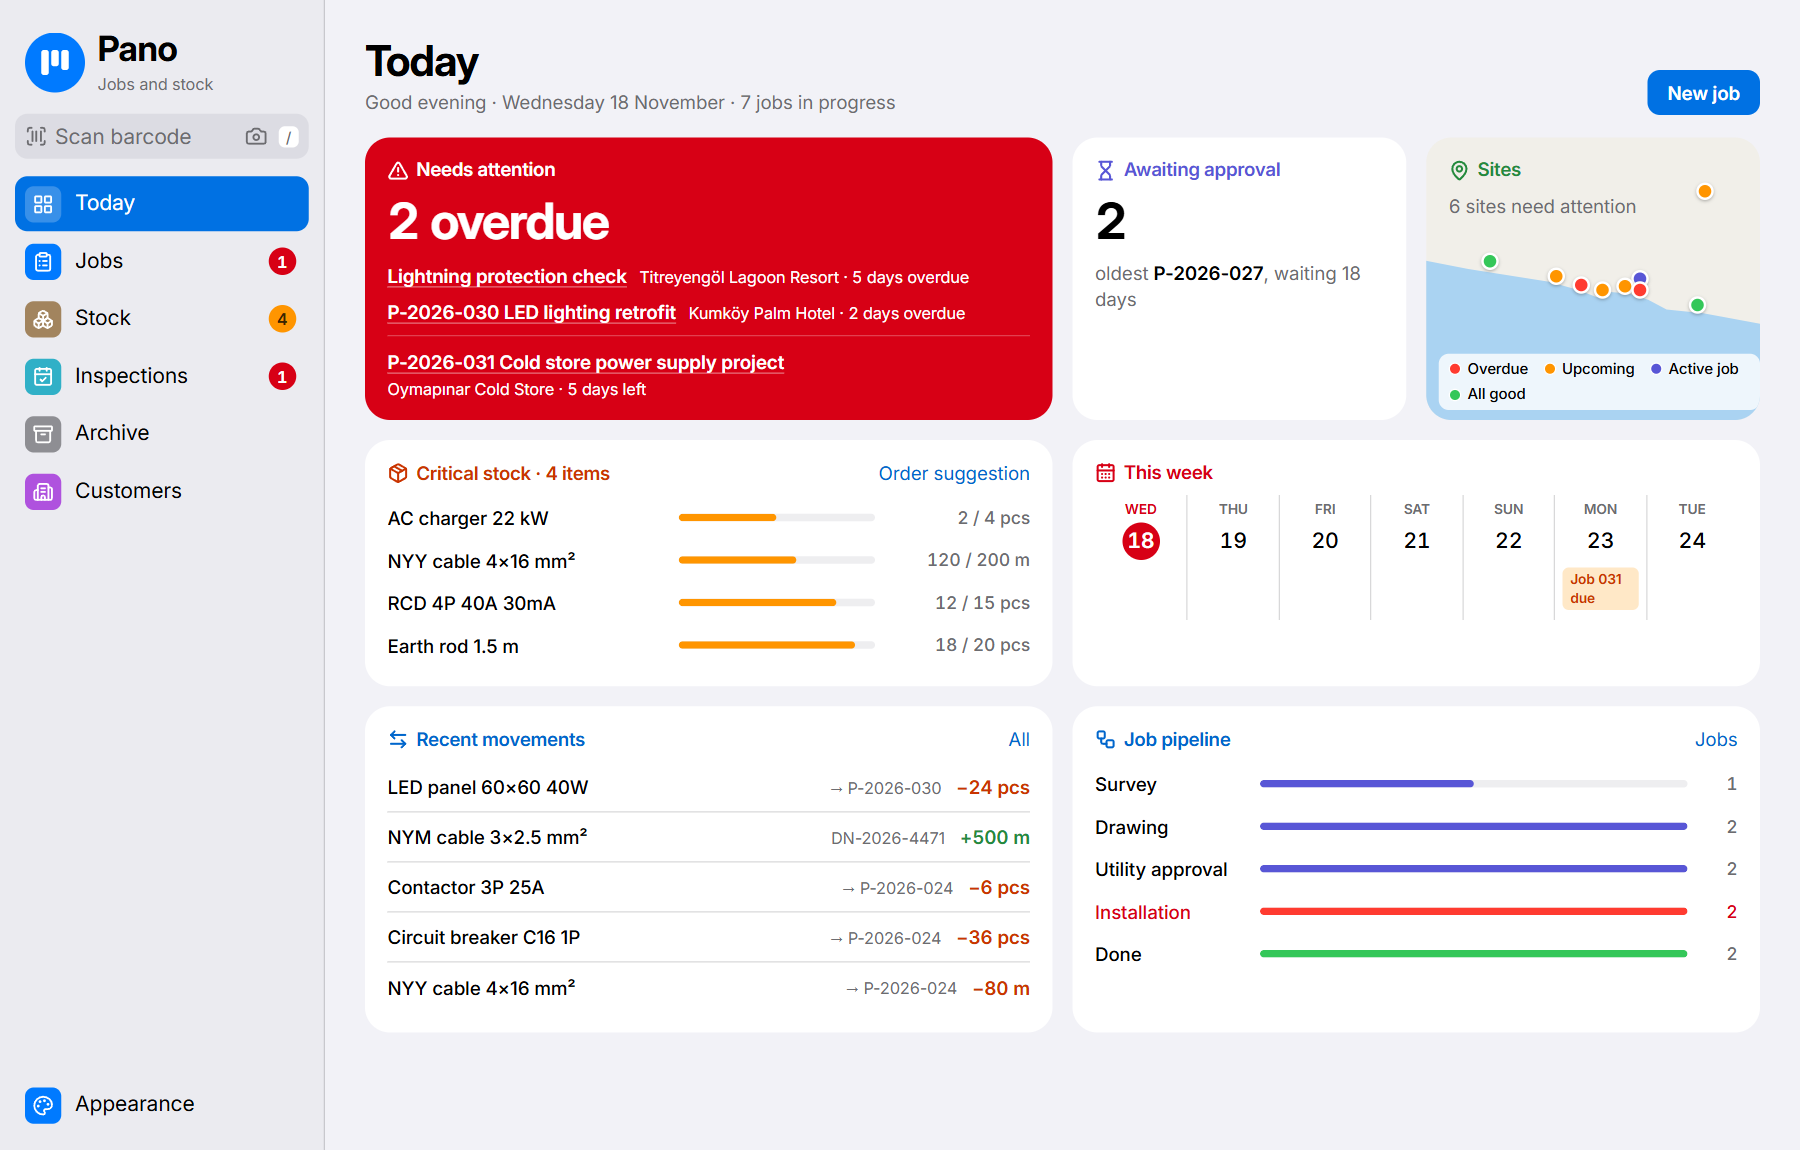 Pano
Jobs and stock
Scan barcode
/
Today
Jobs
1
Stock
4
Inspections
1
Archive
Customers
Appearance
Today
Good evening · Wednesday 18 November · 7 jobs in progress
New job
Needs attention
2 overdue
Lightning protection check Titreyengöl Lagoon Resort · 5 days overdue
P-2026-030 LED lighting retrofit Kumköy Palm Hotel · 2 days overdue
P-2026-031 Cold store power supply project
Oymapınar Cold Store · 5 days left
Awaiting approval
2
oldest P-2026-027, waiting 18
days
Sites
6 sites need attention
Overdue Upcoming Active job
All good
Critical stock · 4 items
Order suggestion
AC charger 22 kW 2 / 4 pcs
NYY cable 4×16 mm² 120 / 200 m
RCD 4P 40A 30mA 12 / 15 pcs
Earth rod 1.5 m 18 / 20 pcs
This week
WED THU FRI SAT SUN MON TUE
18 19 20 21 22 23 24
Job 031
due
Recent movements
All
LED panel 60×60 40W → P-2026-030 −24 pcs
NYM cable 3×2.5 mm² DN-2026-4471 +500 m
Contactor 3P 25A → P-2026-024 −6 pcs
Circuit breaker C16 1P → P-2026-024 −36 pcs
NYY cable 4×16 mm² → P-2026-024 −80 m
Job pipeline
Jobs
Survey 1
Drawing 2
Utility approval 2
Installation 2
Done 2